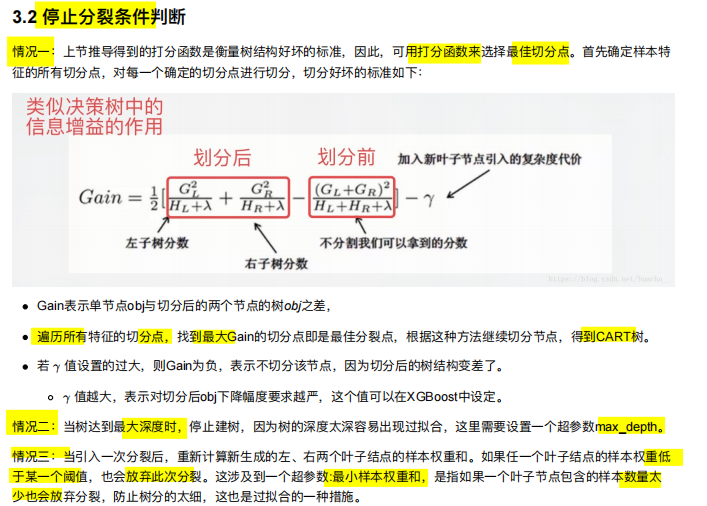 3.2 停止分裂条件判断
情况一：上节推导得到的打分函数是衡量树结构好坏的标准，因此，可用打分函数来选择最佳切分点。首先确定样本特
征的所有切分点，对每一个确定的切分点进行切分，切分好坏的标准如下：
类似决策树中的
信息增益的作用
划分后 划分前 加入新叶子节点引入的复杂度代价
Gain = 1/2[G_L²/(H_L+λ) + G_R²/(H_R+λ) − (G_L+G_R)²/(H_L+H_R+λ)] − γ
左子树分数 不分割我们可以拿到的分数
右子树分数
Gain表示单节点obj与切分后的两个节点的树obj之差，
遍历所有特征的切分点，找到最大Gain的切分点即是最佳分裂点，根据这种方法继续切分节点，得到CART树。
若 γ 值设置的过大，则Gain为负，表示不切分该节点，因为切分后的树结构变差了。
γ 值越大，表示对切分后obj下降幅度要求越严，这个值可以在XGBoost中设定。
情况二：当树达到最大深度时，停止建树，因为树的深度太深容易出现过拟合，这里需要设置一个超参数max_depth。
情况三：当引入一次分裂后，重新计算新生成的左、右两个叶子结点的样本权重和。如果任一个叶子结点的样本权重低
于某一个阈值，也会放弃此次分裂。这涉及到一个超参数:最小样本权重和，是指如果一个叶子节点包含的样本数量太
少也会放弃分裂，防止树分的太细，这也是过拟合的一种措施。